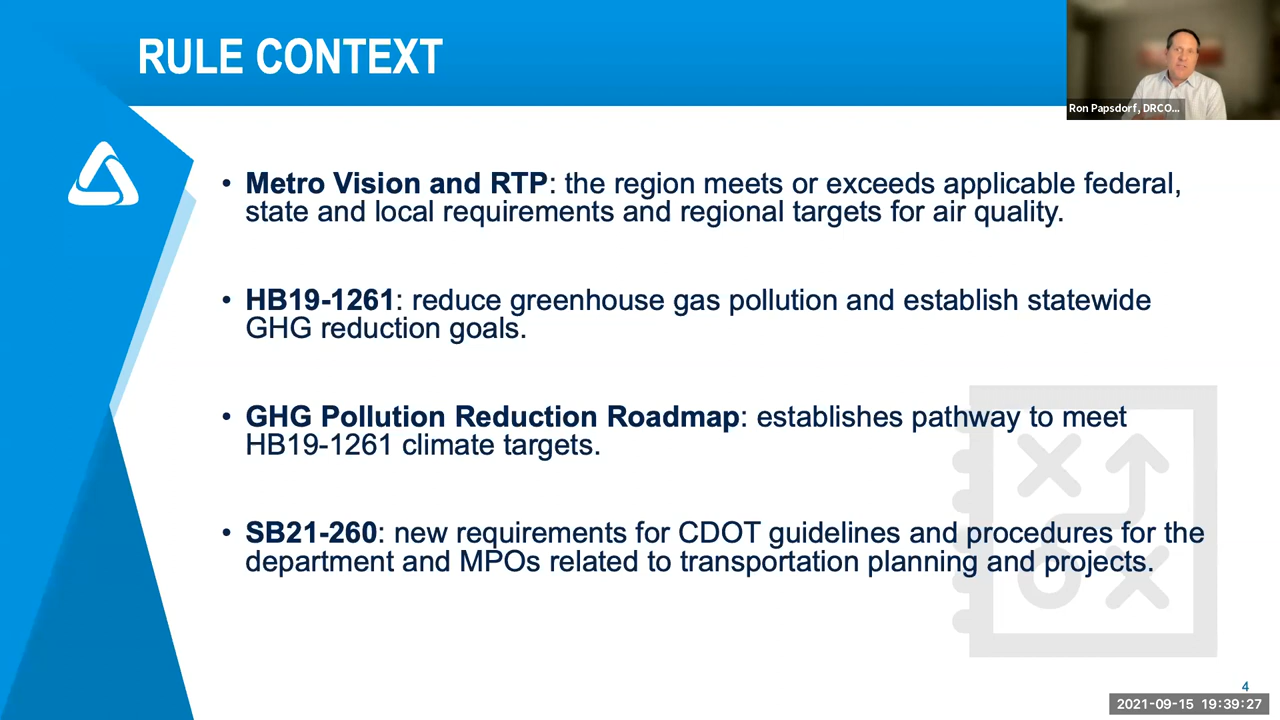 RULE CONTEXT
Ron Papsdorf, DRCO...
• Metro Vision and RTP: the region meets or exceeds applicable federal,
state and local requirements and regional targets for air quality.
• HB19-1261: reduce greenhouse gas pollution and establish statewide
GHG reduction goals.
• GHG Pollution Reduction Roadmap: establishes pathway to meet
HB19-1261 climate targets.
• SB21-260: new requirements for CDOT guidelines and procedures for the
department and MPOs related to transportation planning and projects.
4
2021-09-15 19:39:27